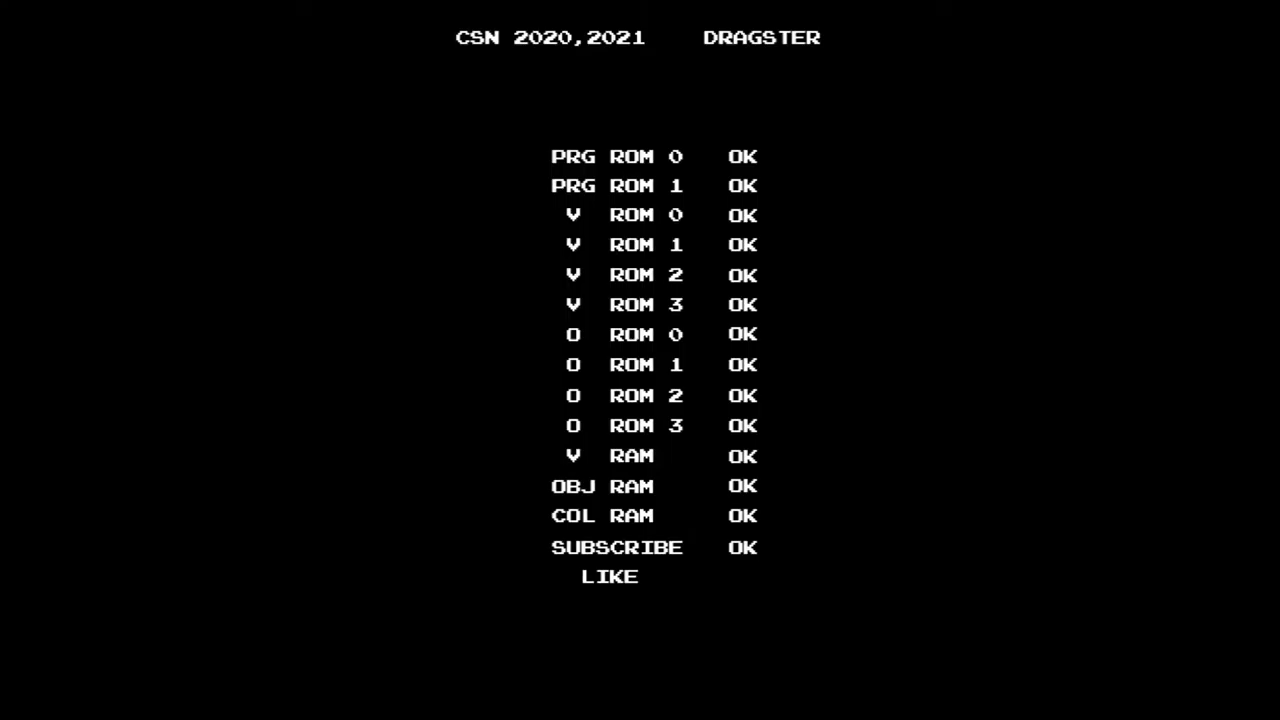 CSN 2020,2021 DRAGSTER
PRG ROM 0 OK
PRG ROM 1 OK
V ROM 0 OK
V ROM 1 OK
V ROM 2 OK
V ROM 3 OK
O ROM 0 OK
O ROM 1 OK
O ROM 2 OK
O ROM 3 OK
V RAM OK
OBJ RAM OK
COL RAM OK
SUBSCRIBE OK
LIKE